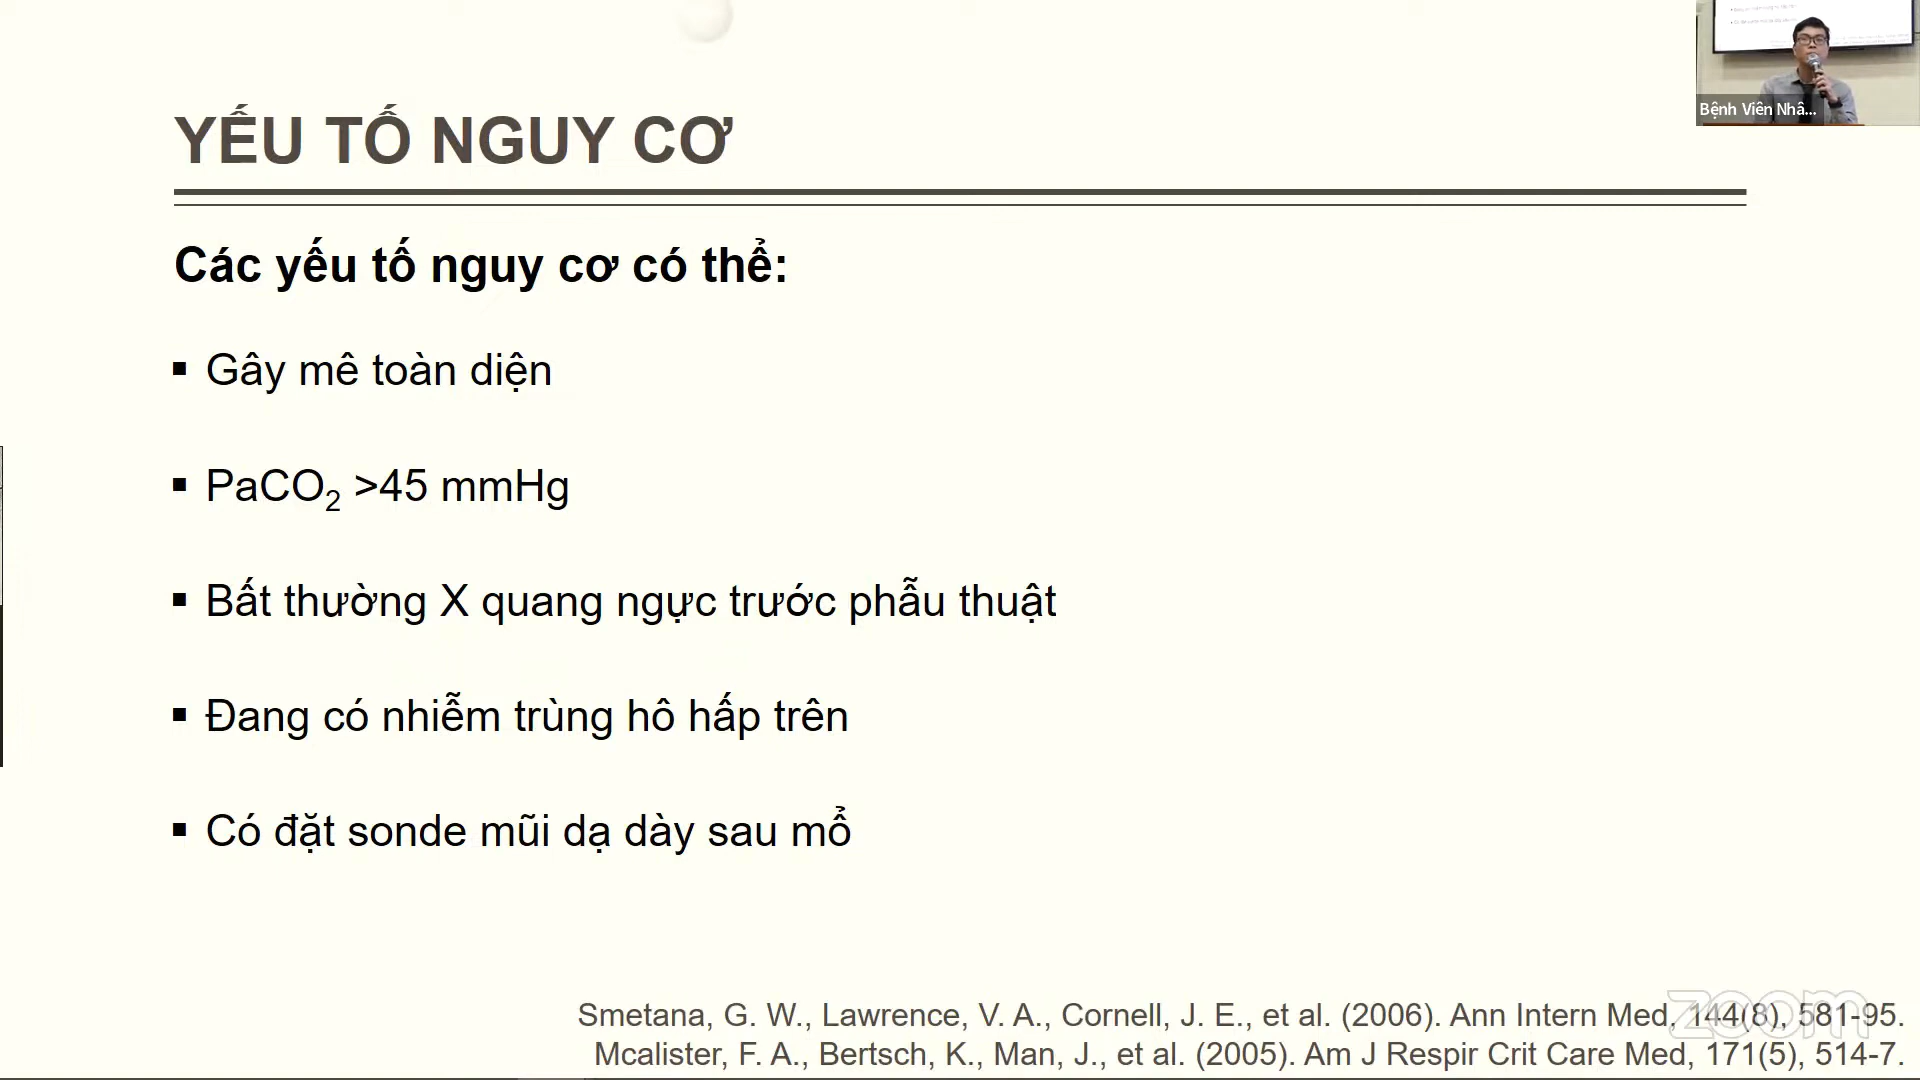 Bệnh Viên Nhâ...
YẾU TỐ NGUY CƠ
Các yếu tố nguy cơ có thể:
▪ Gây mê toàn diện
▪ PaCO₂ >45 mmHg
▪ Bất thường X quang ngực trước phẫu thuật
▪ Đang có nhiễm trùng hô hấp trên
▪ Có đặt sonde mũi dạ dày sau mổ
Smetana, G. W., Lawrence, V. A., Cornell, J. E., et al. (2006). Ann Intern Med, 144(8), 581-95.
Mcalister, F. A., Bertsch, K., Man, J., et al. (2005). Am J Respir Crit Care Med, 171(5), 514-7.
zoom